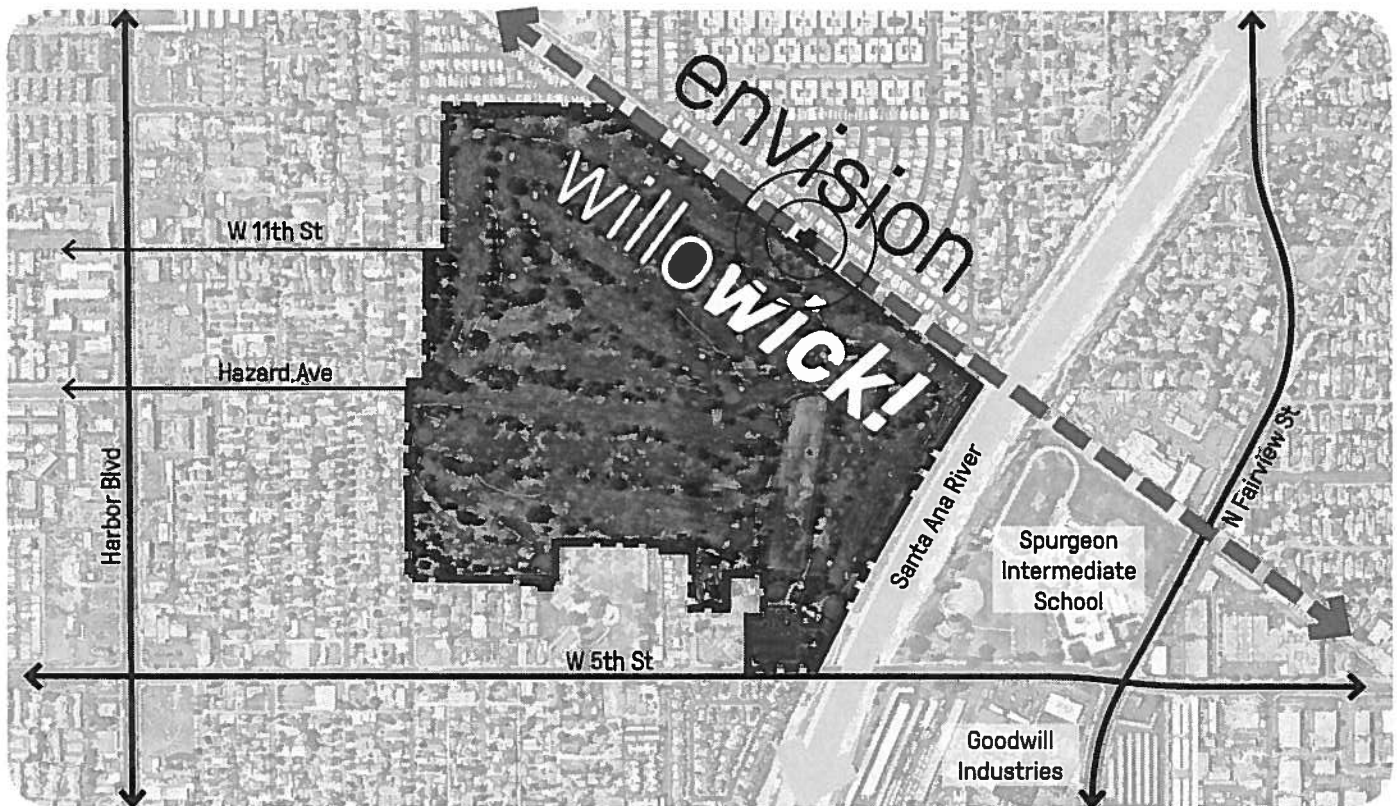 envision
willowick!
W 11th St
Hazard Ave
Harbor Blvd
Santa Ana River
N Fairview St
Spurgeon
Intermediate
School
W 5th St
Goodwill
Industries